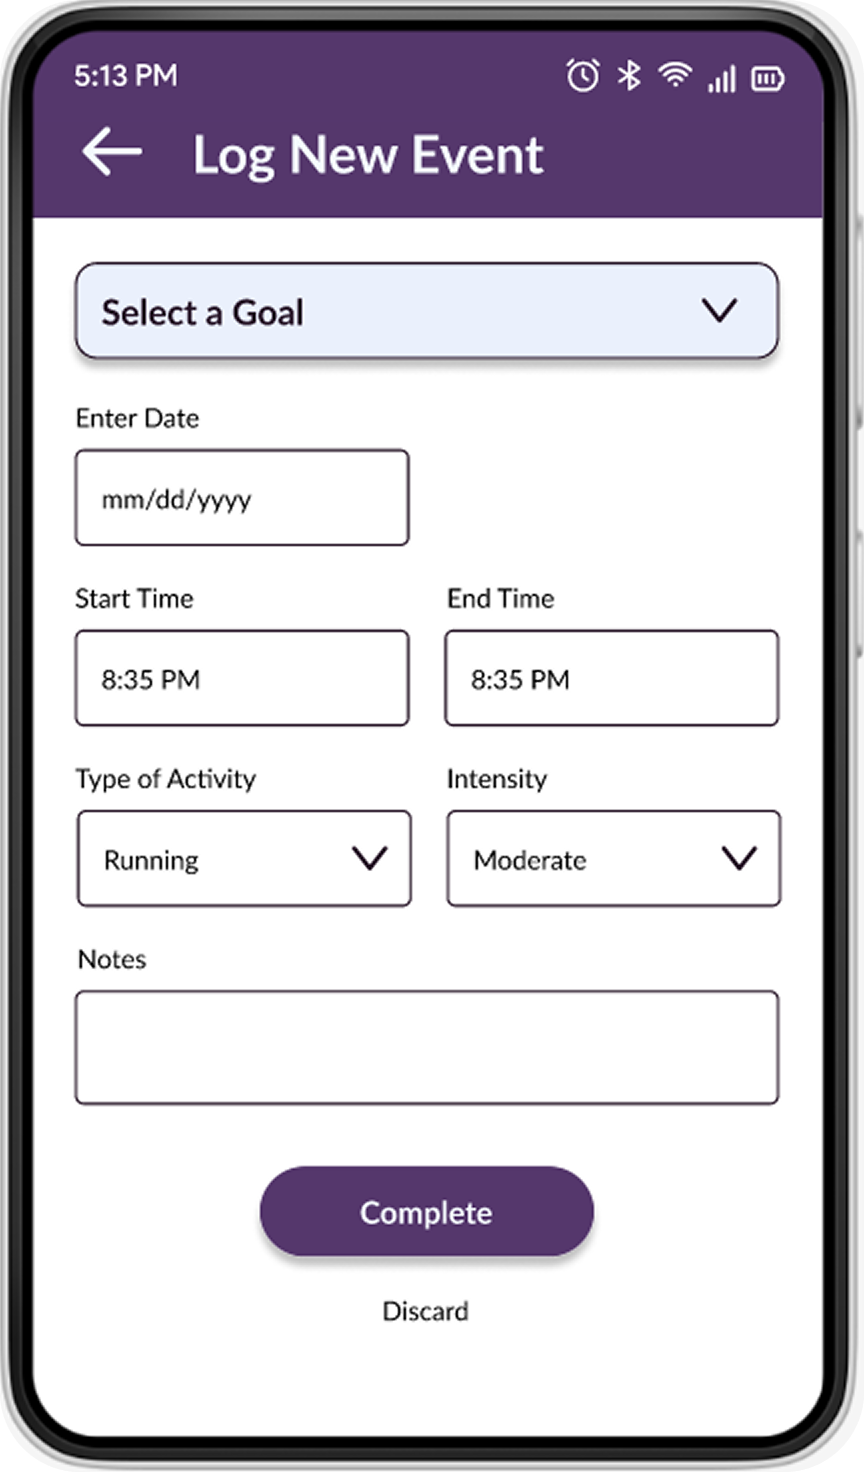 5:13 PM
Log New Event
Select a Goal
Enter Date
mm/dd/yyyy
Start Time End Time
8:35 PM 8:35 PM
Type of Activity Intensity
Running Moderate
Notes
Complete
Discard